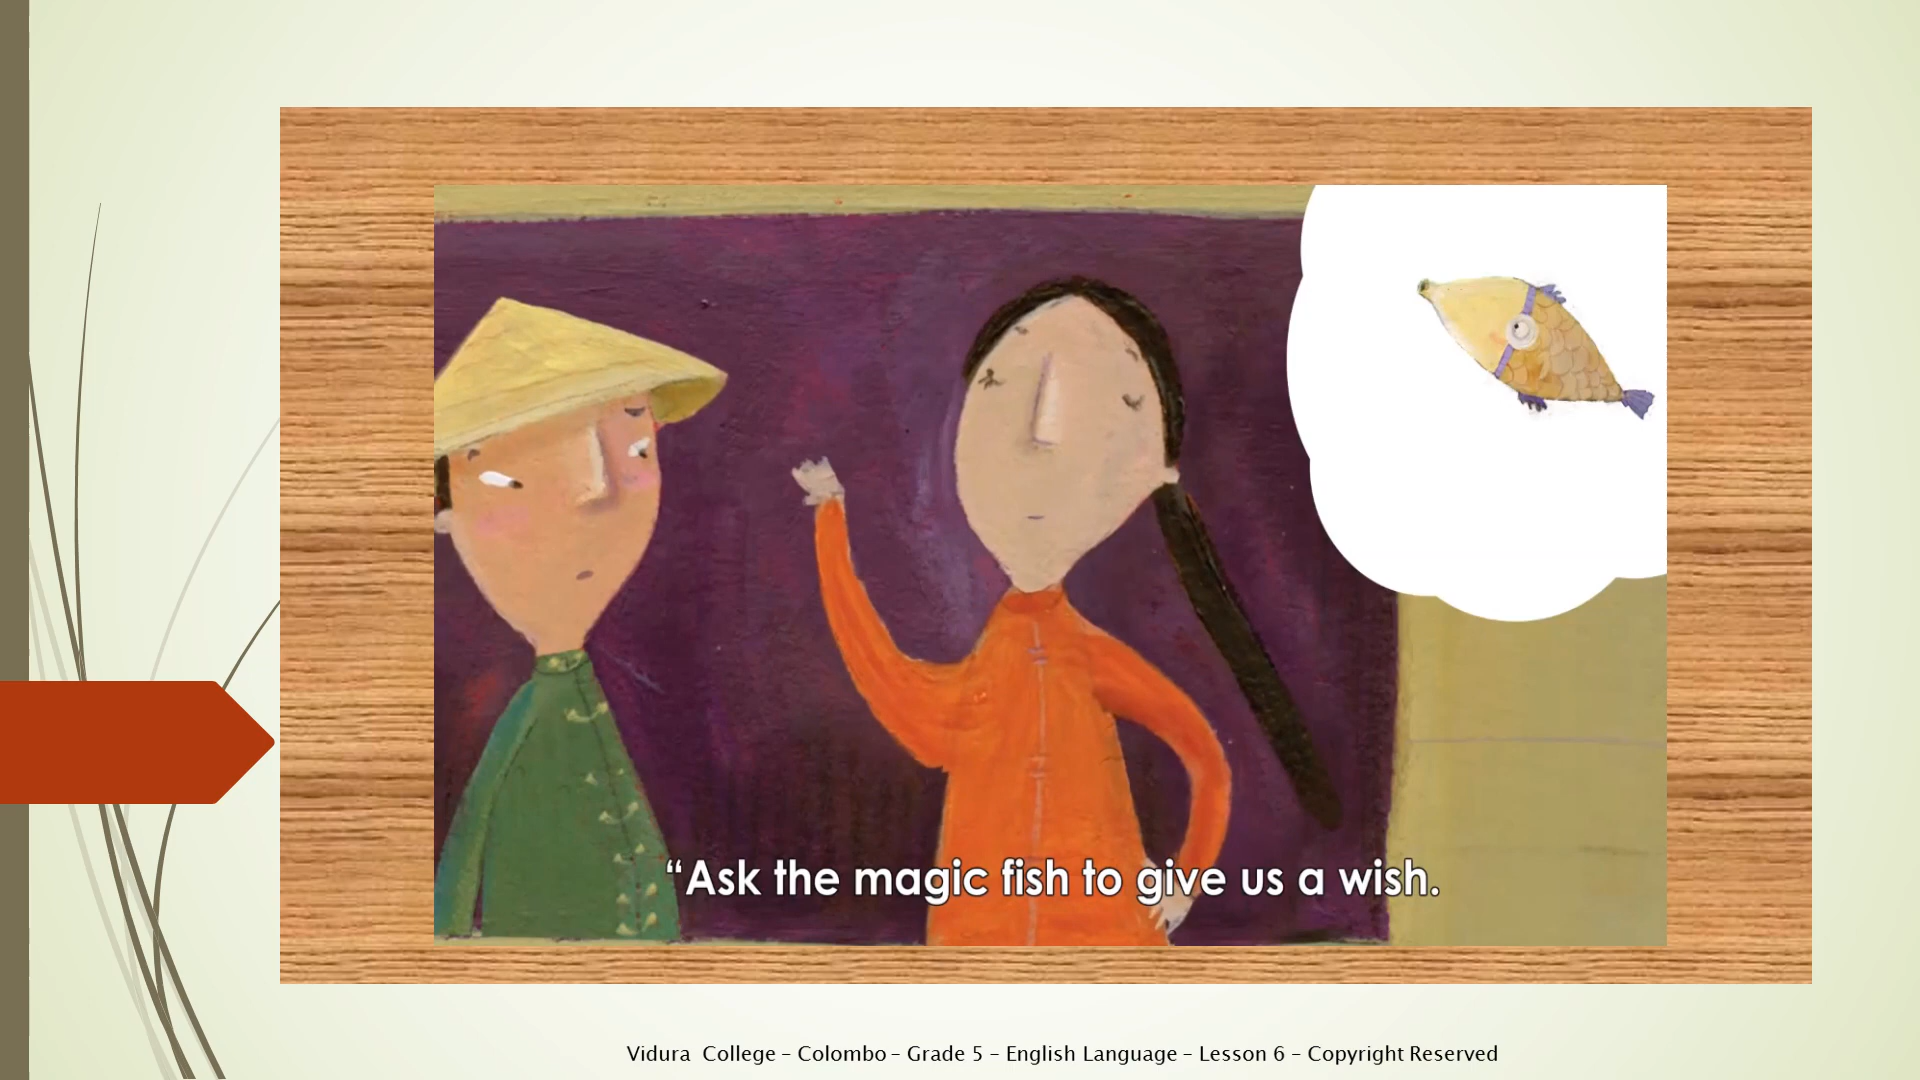 “Ask the magic fish to give us a wish.
Vidura College – Colombo – Grade 5 – English Language – Lesson 6 – Copyright Reserved